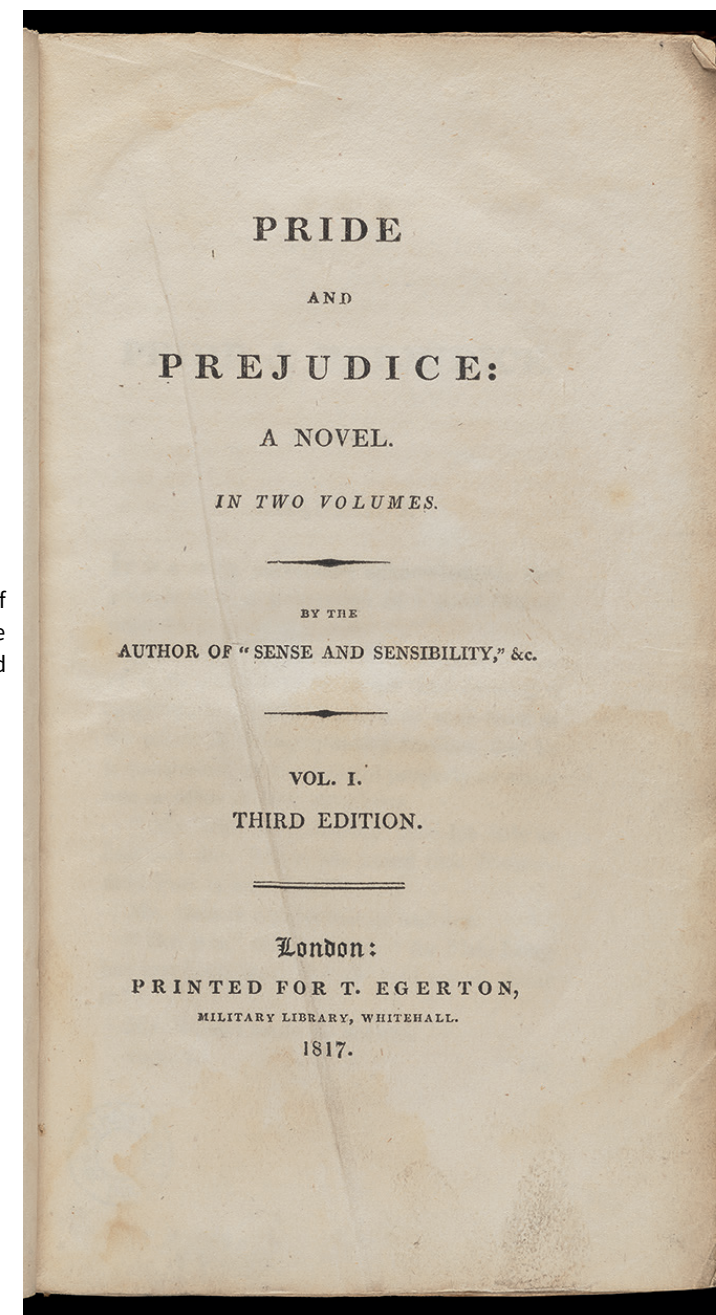 f
e
d
PRIDE
AND
PREJUDICE:
A NOVEL.
IN TWO VOLUMES.
BY THE
AUTHOR OF “SENSE AND SENSIBILITY,” &c.
VOL. I.
THIRD EDITION.
London:
PRINTED FOR T. EGERTON,
MILITARY LIBRARY, WHITEHALL.
1817.